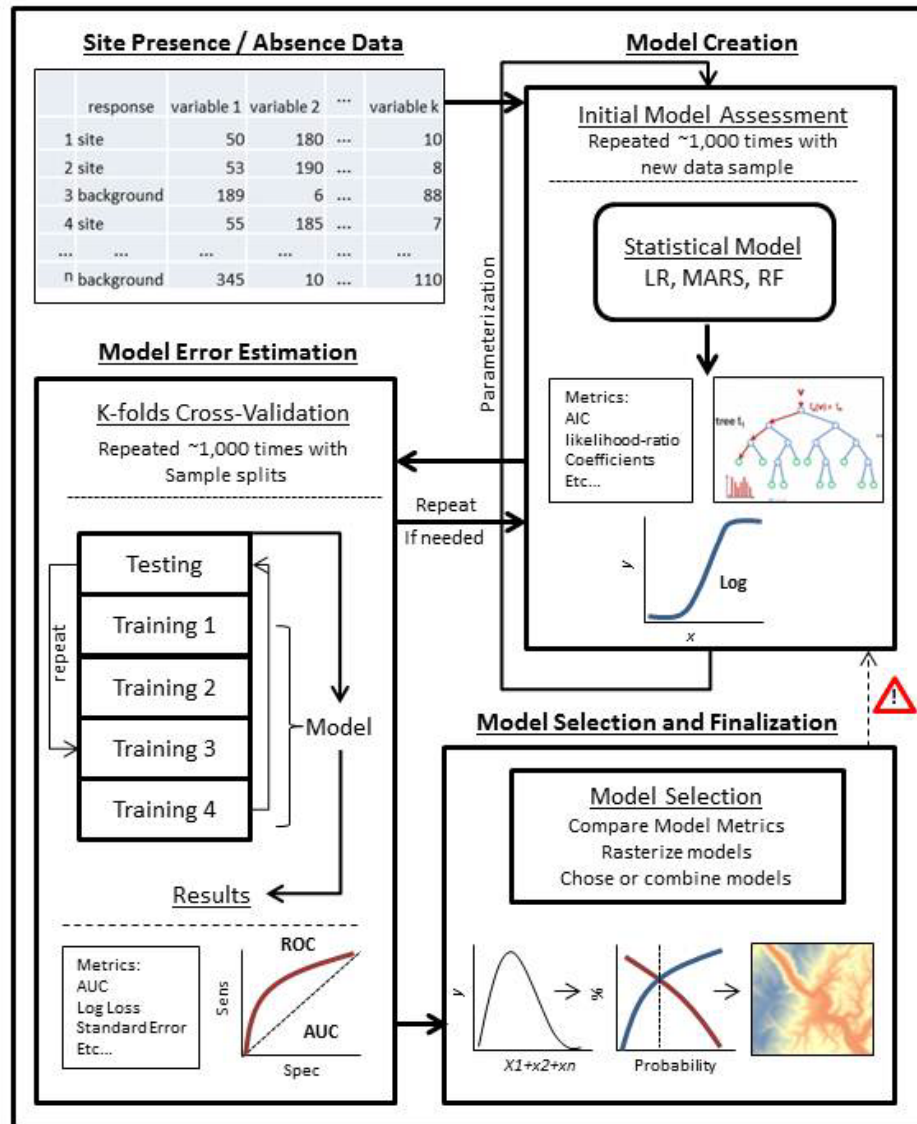 Site Presence / Absence Data
response variable 1 variable 2 ... variable k
1 site 50 180 ... 10
2 site 53 190 ... 8
3 background 189 6 ... 88
4 site 55 185 ... 7
... ... ... ... ... ...
n background 345 10 ... 110
Model Creation
Initial Model Assessment
Repeated ~1,000 times with
new data sample
Statistical Model
LR, MARS, RF
Metrics:
AIC
likelihood-ratio
Coefficients
Etc...
tree t₁
v
y
Log
x
Parameterization
Model Error Estimation
K-folds Cross-Validation
Repeated ~1,000 times with
Sample splits
Repeat
If needed
Testing
Training 1
Training 2
Training 3
Training 4
repeat
Model
Results
Metrics:
AUC
Log Loss
Standard Error
Etc...
ROC
Sens
AUC
Spec
!
Model Selection and Finalization
Model Selection
Compare Model Metrics
Rasterize models
Chose or combine models
y
X1+x2+xn
%
Probability